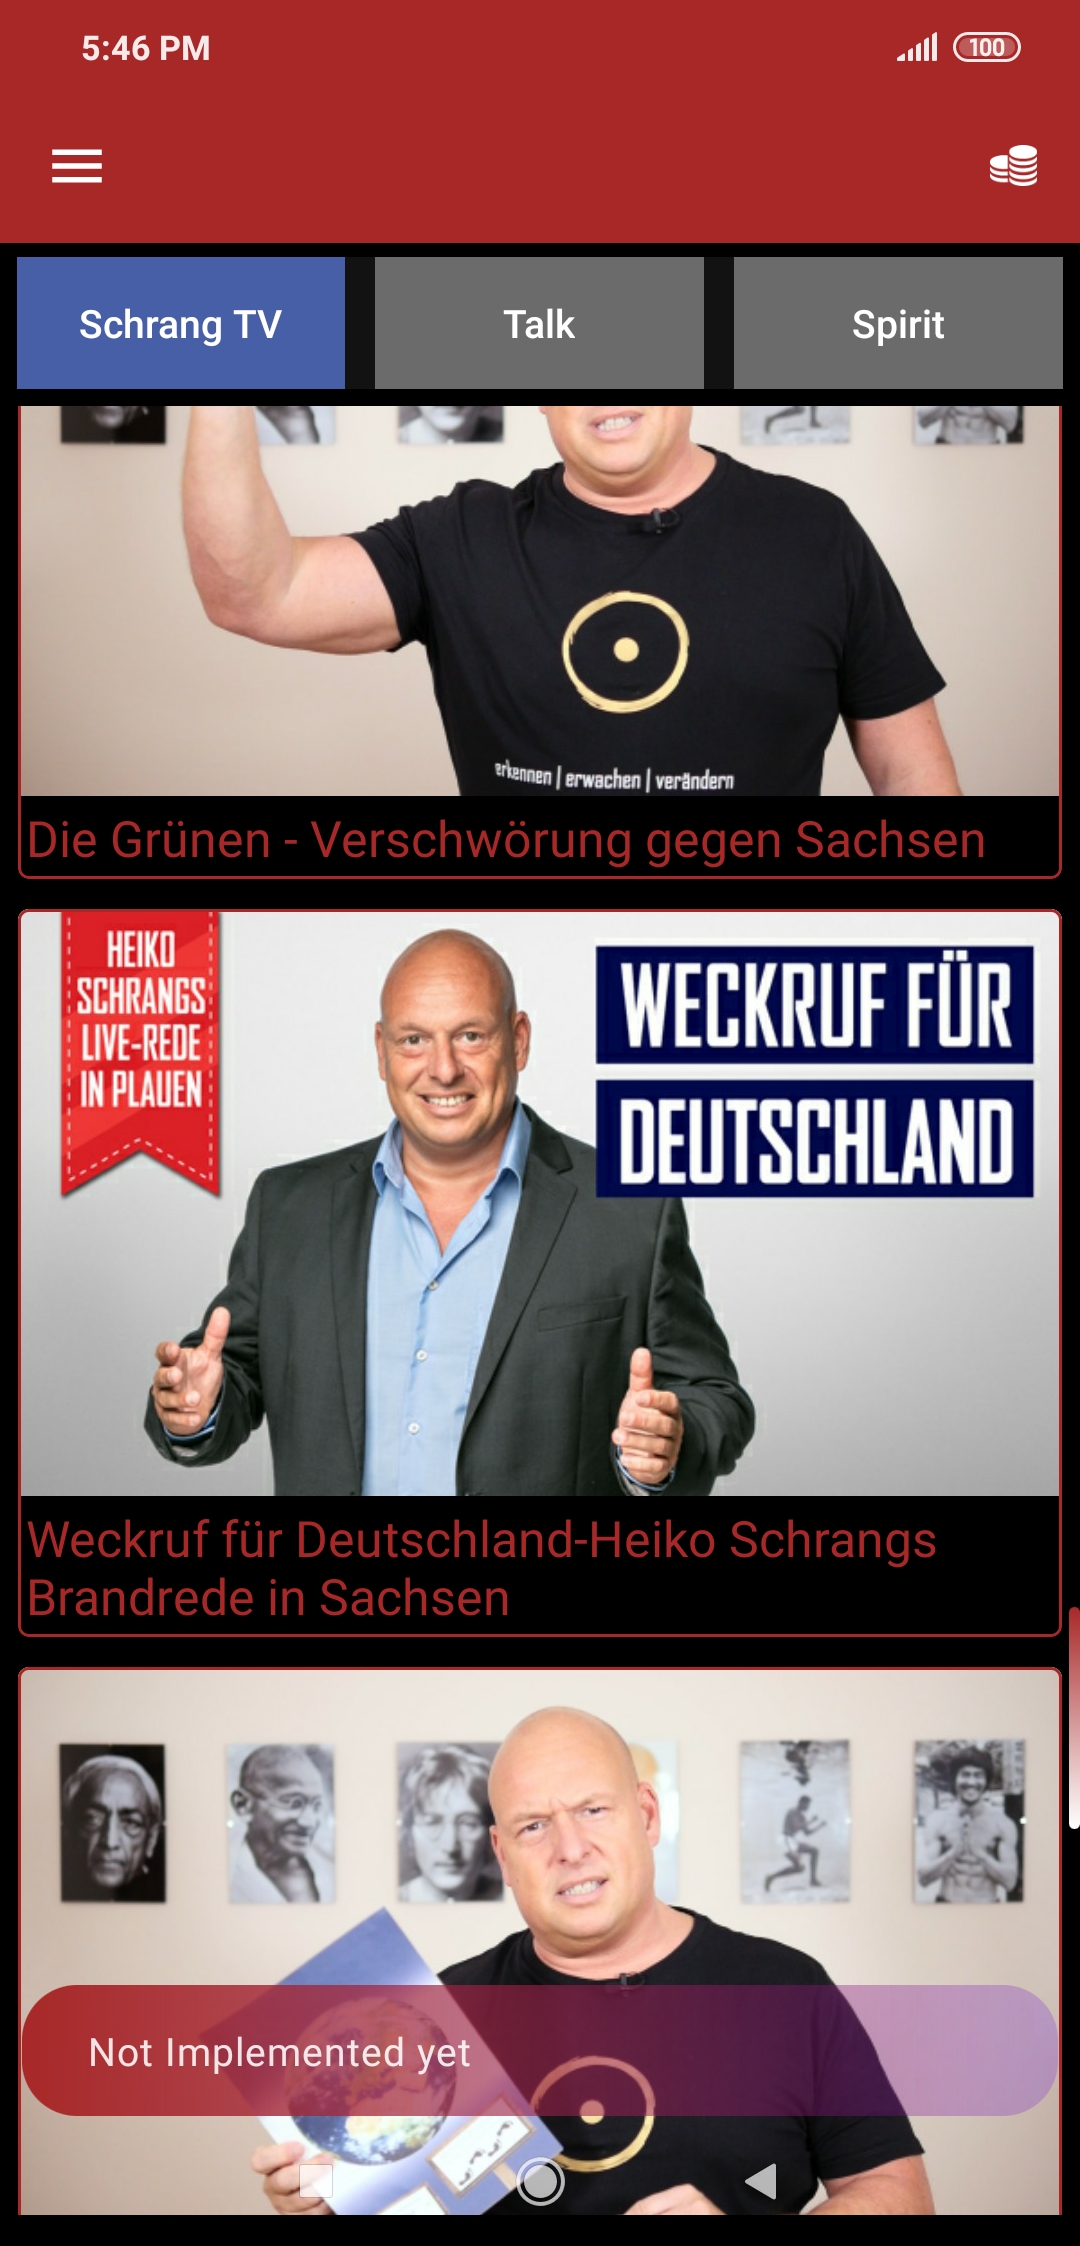 5:46 PM
100
Schrang TV
Talk
Spirit
erkennen | erwachen | verändern
Die Grünen - Verschwörung gegen Sachsen
HEIKO
SCHRANGS
LIVE-REDE
IN PLAUEN
WECKRUF FÜR
DEUTSCHLAND
Weckruf für Deutschland-Heiko Schrangs
Brandrede in Sachsen
Not Implemented yet